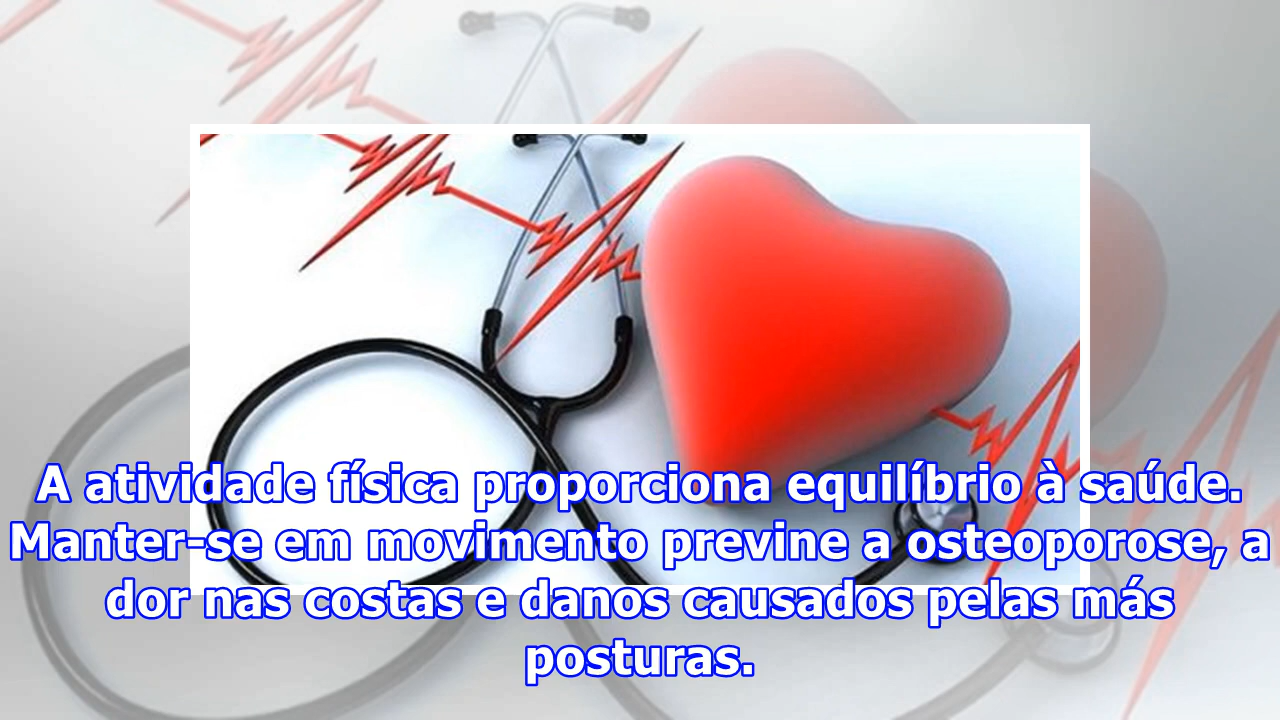 A atividade física proporciona equilíbrio à saúde.
Manter-se em movimento previne a osteoporose, a
dor nas costas e danos causados pelas más
posturas.